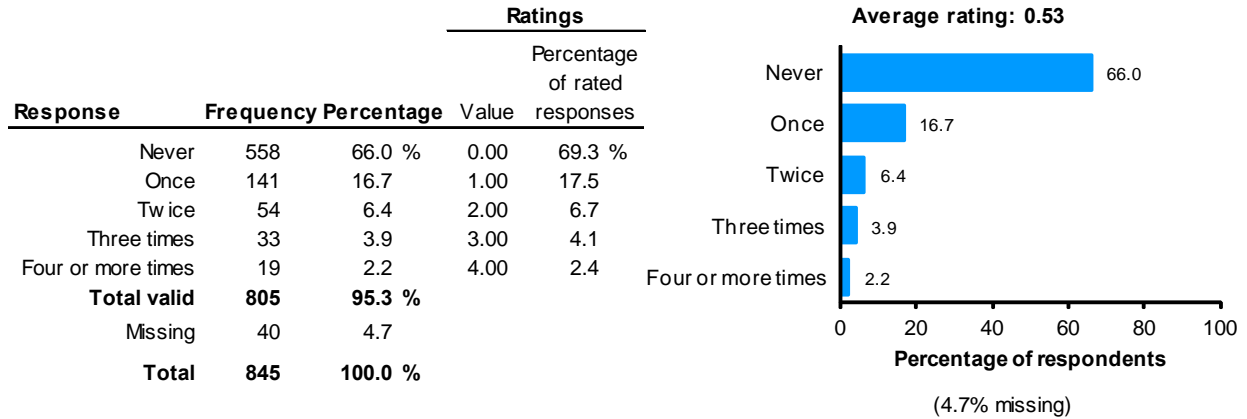 Ratings
Response Frequency Percentage Value Percentage of rated responses
Never 558 66.0 % 0.00 69.3 %
Once 141 16.7 1.00 17.5
Twice 54 6.4 2.00 6.7
Three times 33 3.9 3.00 4.1
Four or more times 19 2.2 4.00 2.4
Total valid 805 95.3 %
Missing 40 4.7
Total 845 100.0 %
Average rating: 0.53
Never 66.0
Once 16.7
Twice 6.4
Three times 3.9
Four or more times 2.2
0 20 40 60 80 100
Percentage of respondents
(4.7% missing)